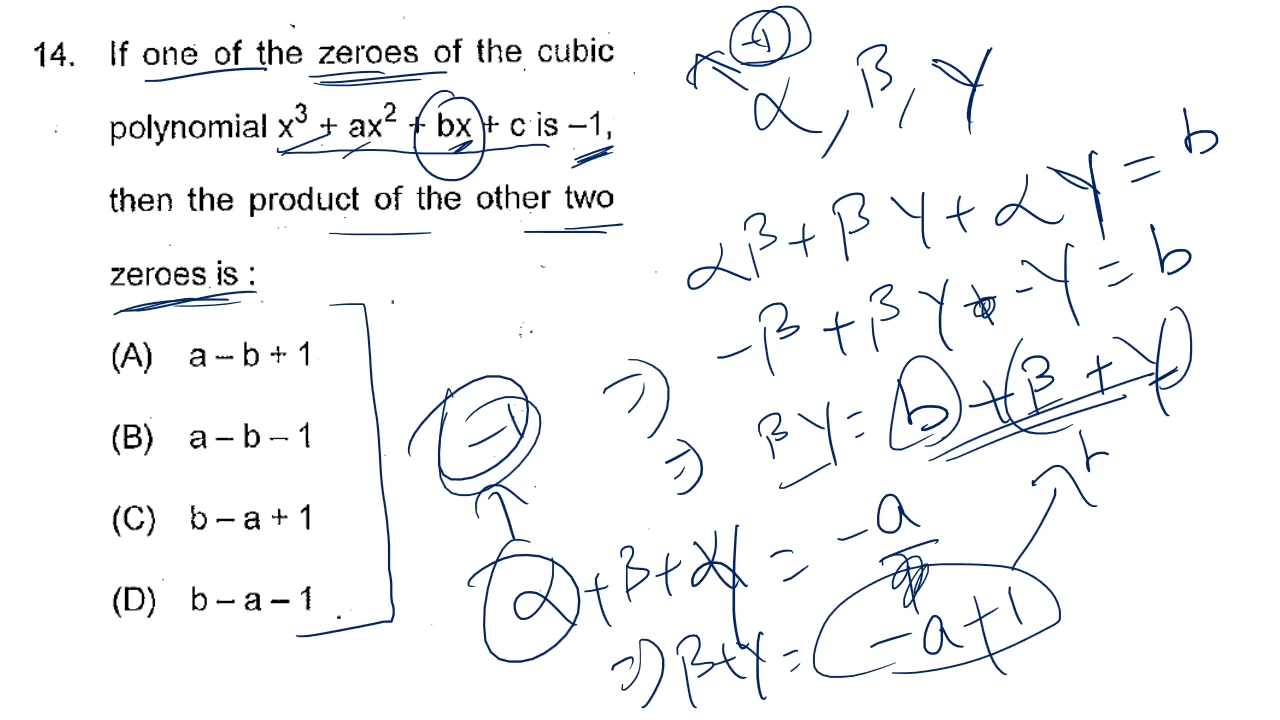 14. If one of the zeroes of the cubic
polynomial x³ + ax² + bx + c is –1,
then the product of the other two
zeroes is :
(A) a – b + 1
(B) a – b – 1
(C) b – a + 1
(D) b – a – 1
α, β, γ
αβ + βγ + αγ = b
-β + βγ - γ = b
⇒ βγ = b + (β + γ)
-1
α + β + γ = -a
⇒ β + γ = -a + 1